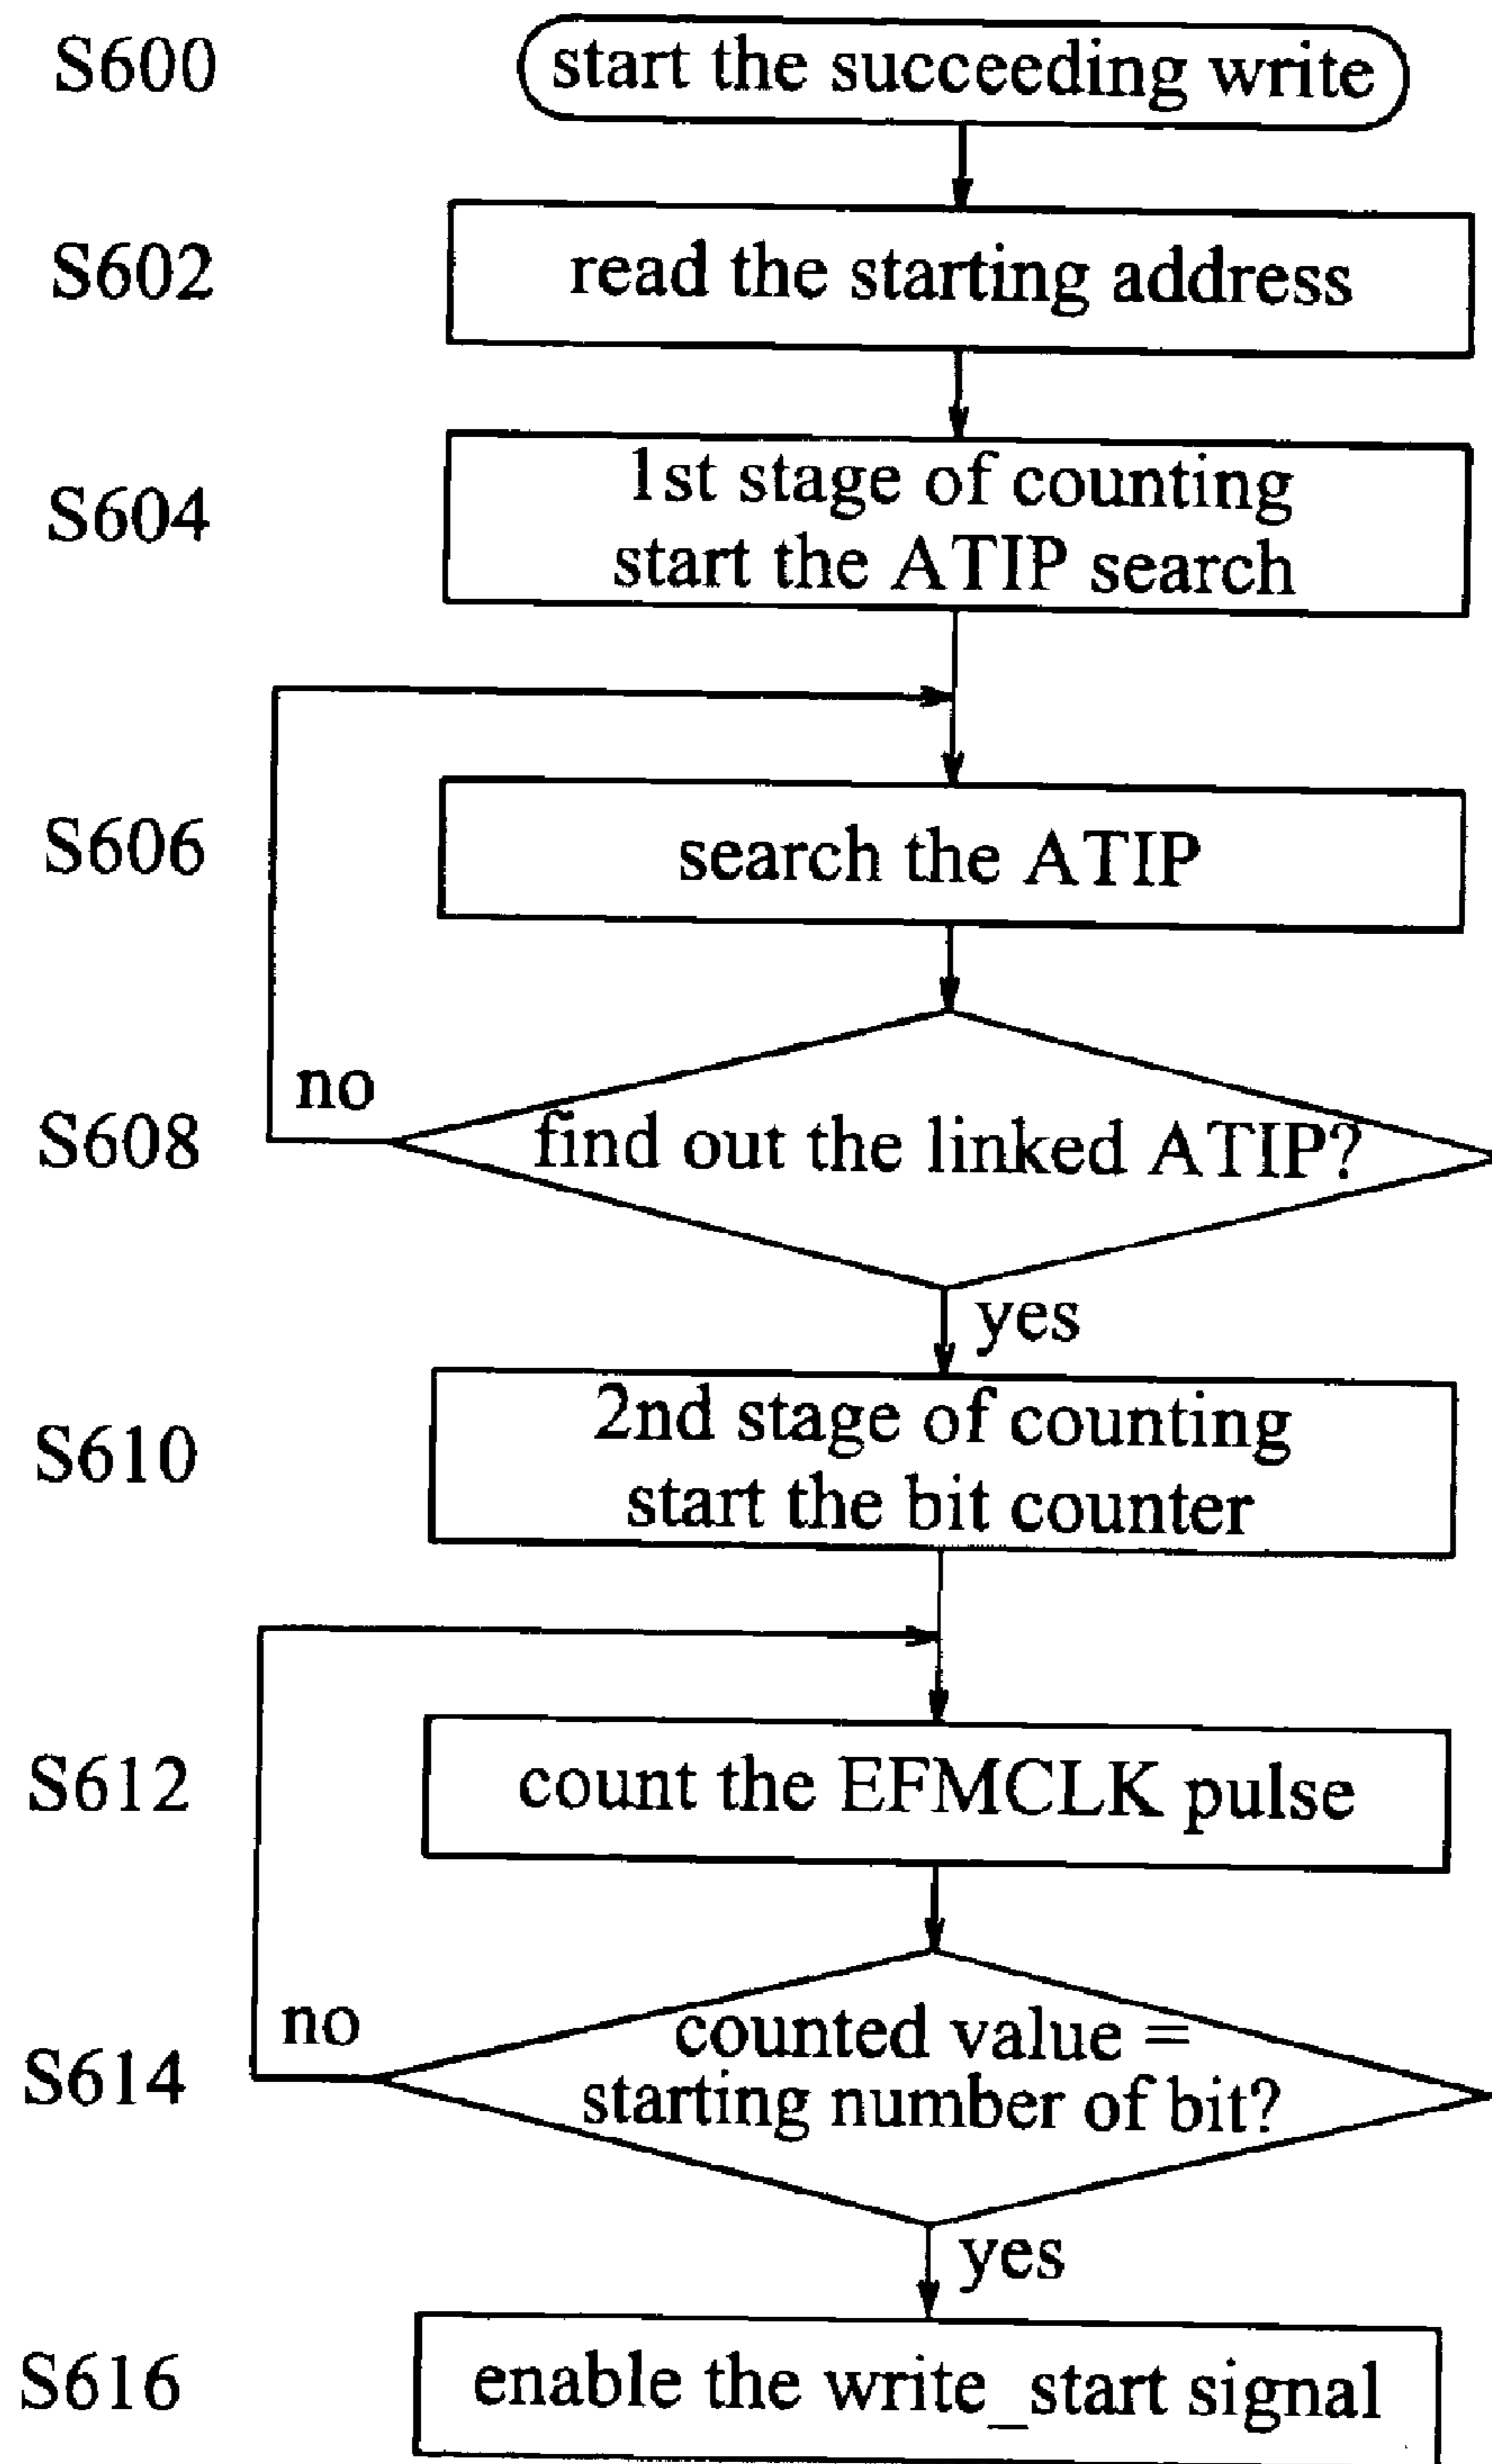 S600
start the succeeding write
S602
read the starting address
S604
1st stage of counting
start the ATIP search
S606
search the ATIP
no
S608
find out the linked ATIP?
yes
S610
2nd stage of counting
start the bit counter
S612
count the EFMCLK pulse
no
S614
counted value =
starting number of bit?
yes
S616
enable the write_start signal